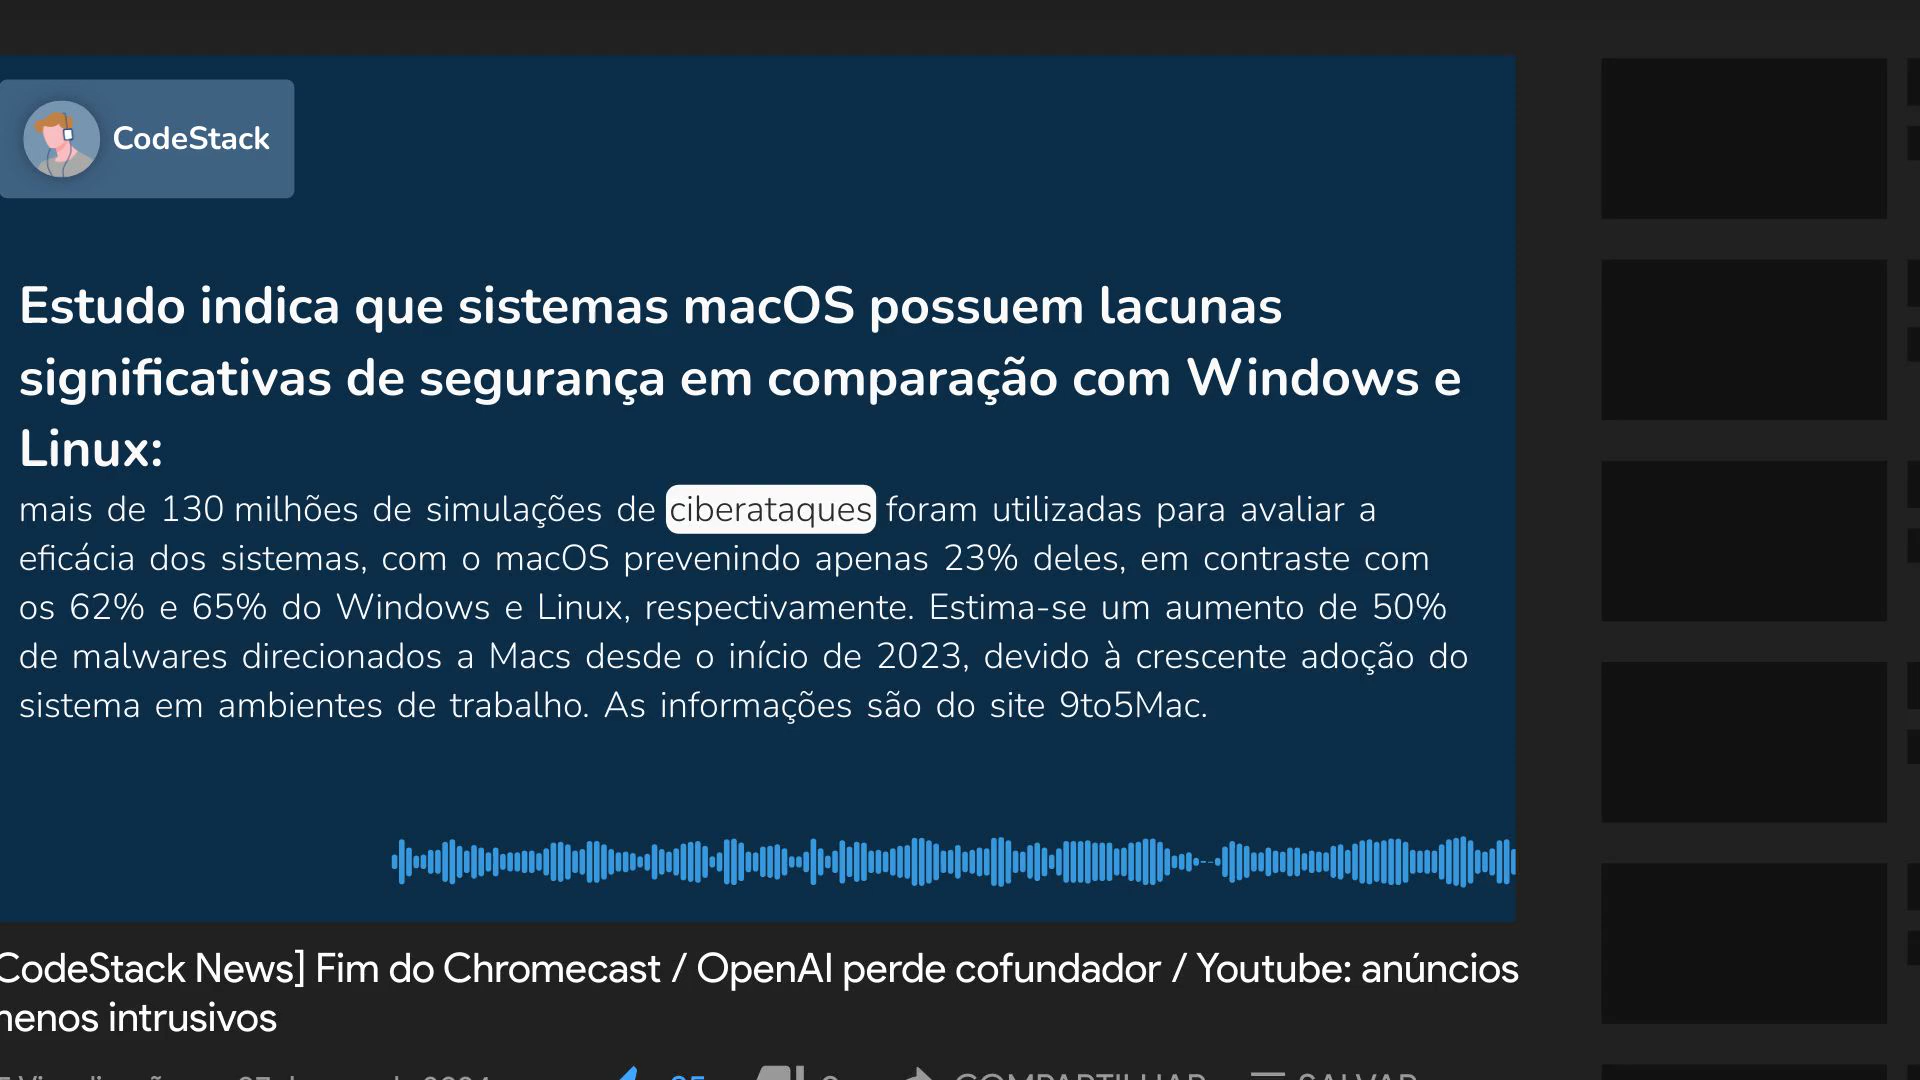 CodeStack
Estudo indica que sistemas macOS possuem lacunas
significativas de segurança em comparação com Windows e
Linux:
mais de 130 milhões de simulações de ciberataques foram utilizadas para avaliar a
eficácia dos sistemas, com o macOS prevenindo apenas 23% deles, em contraste com
os 62% e 65% do Windows e Linux, respectivamente. Estima-se um aumento de 50%
de malwares direcionados a Macs desde o início de 2023, devido à crescente adoção do
sistema em ambientes de trabalho. As informações são do site 9to5Mac.
CodeStack News] Fim do Chromecast / OpenAI perde cofundador / Youtube: anúncios
menos intrusivos
COMPARTILHAR SALVAR